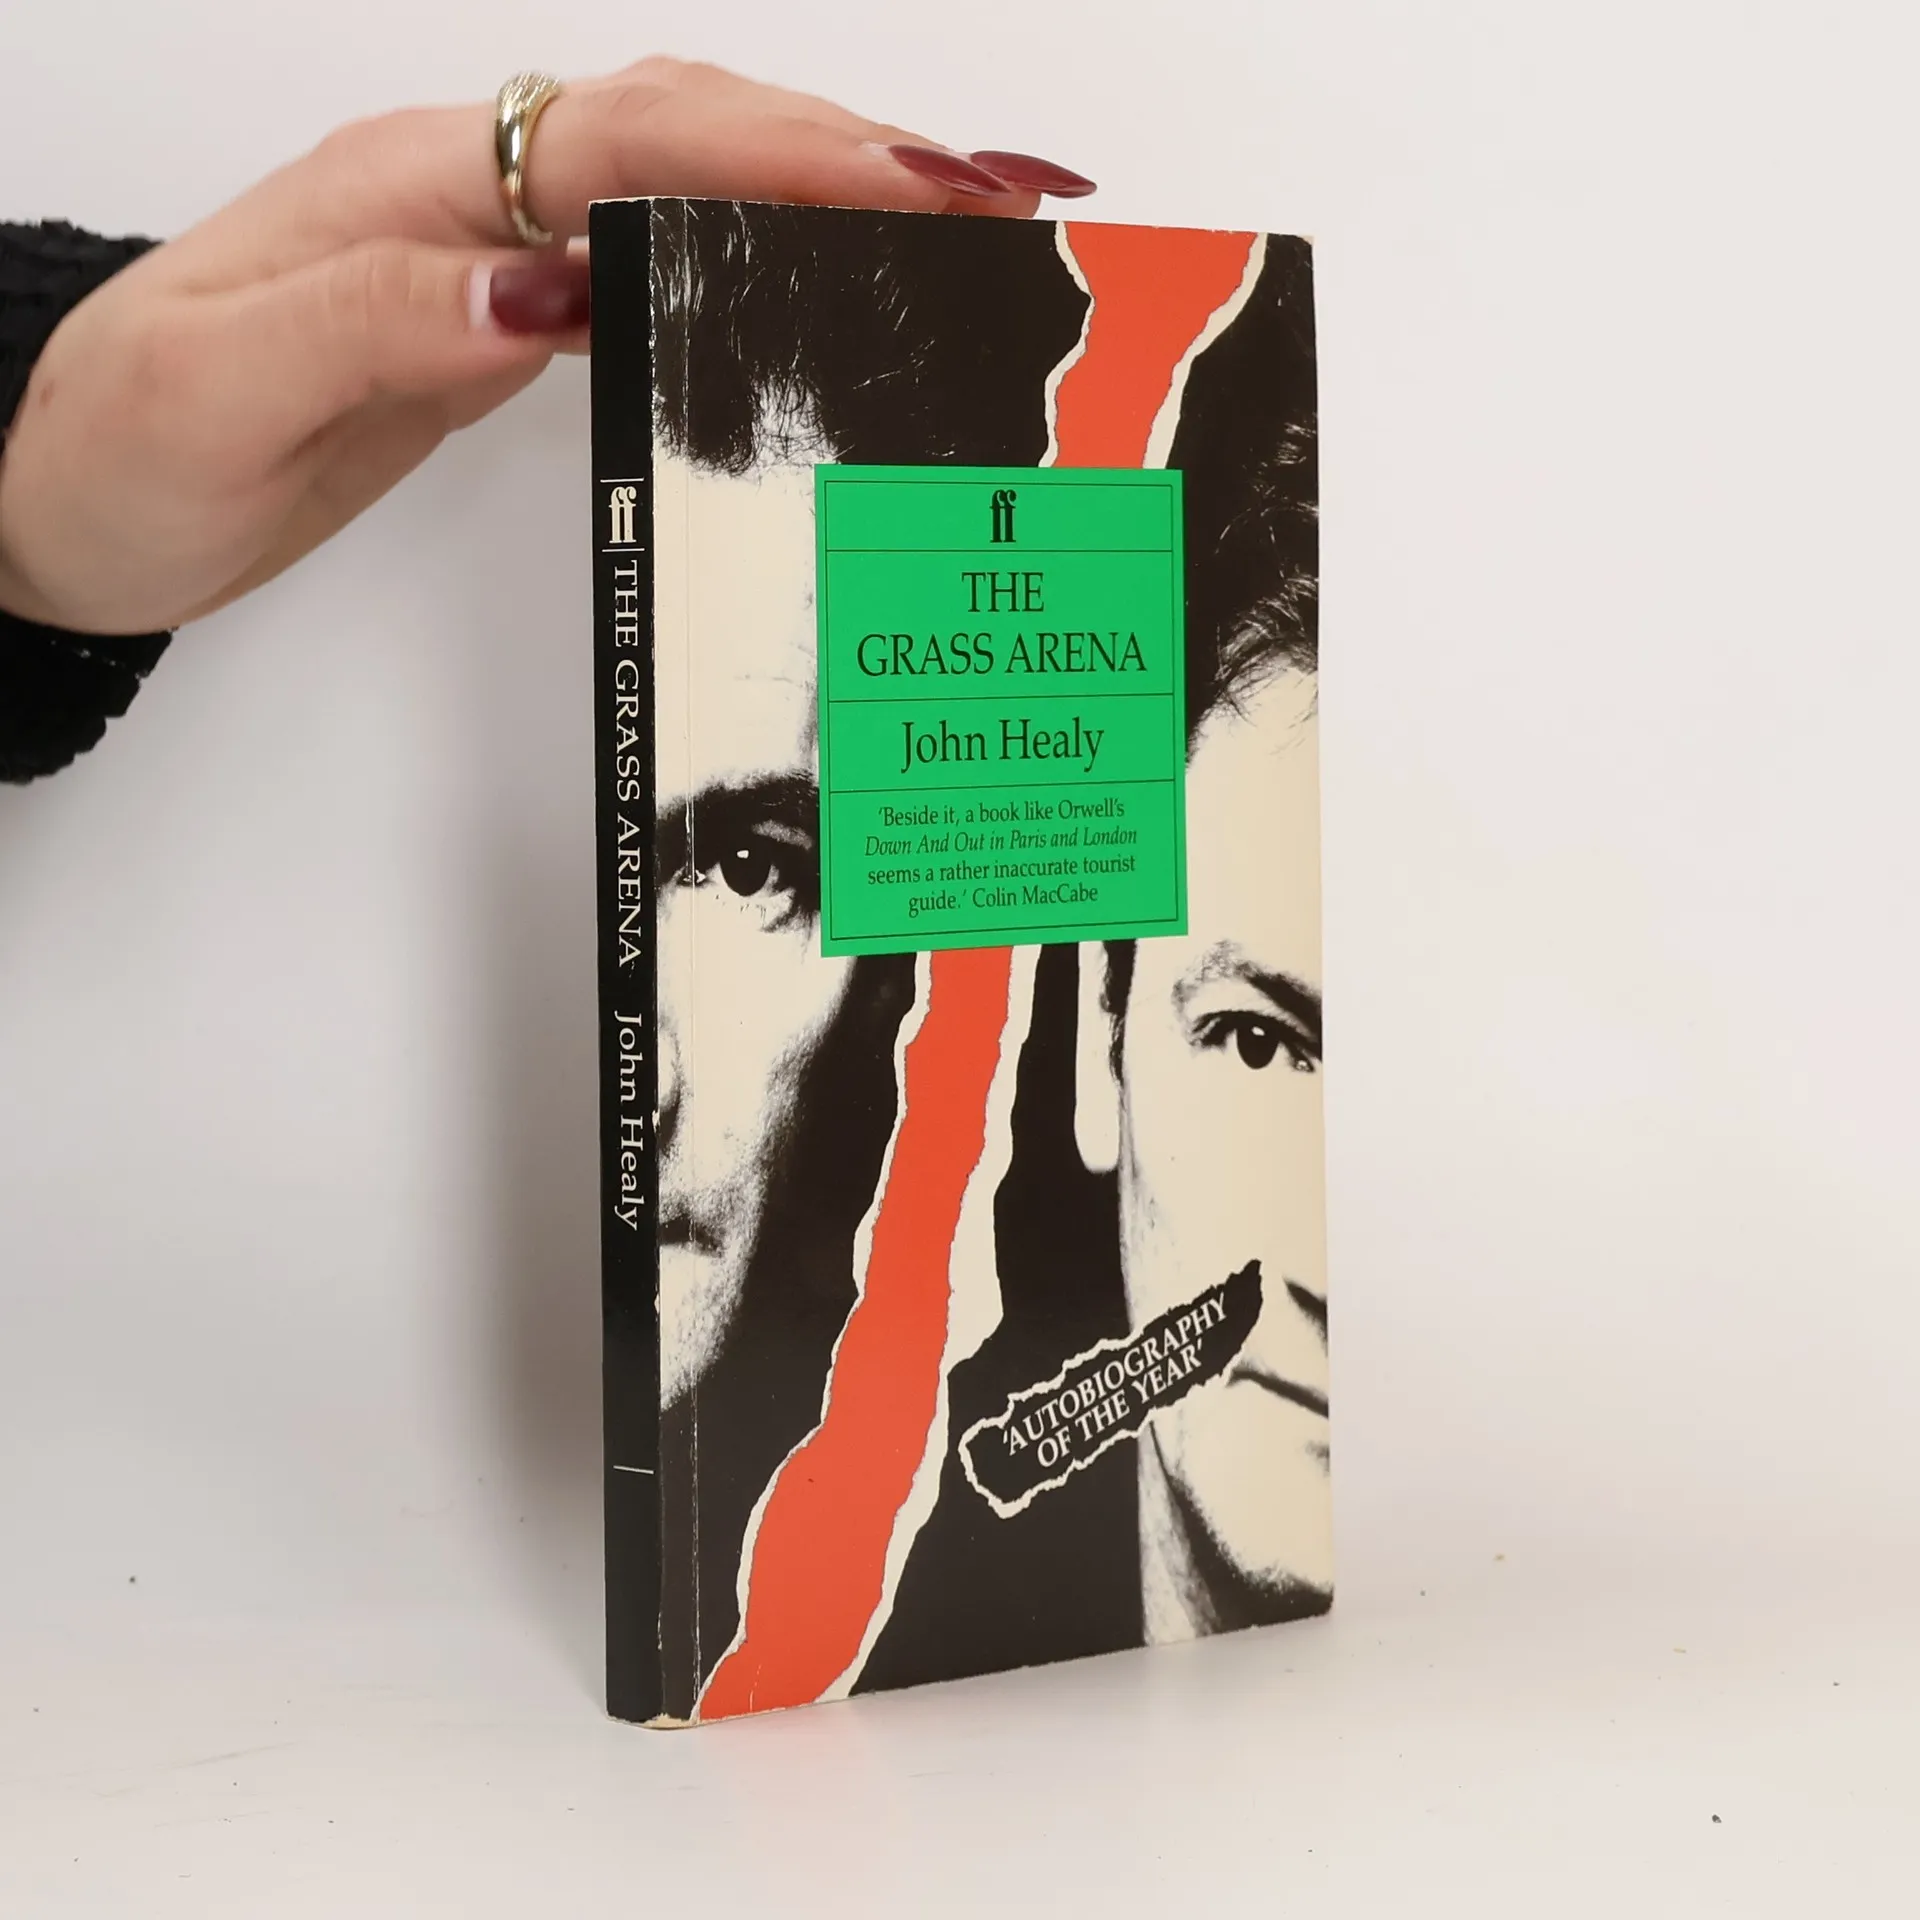 ff
THE GRASS ARENA John Healy
ff
THE
GRASS ARENA
John Healy
‘Beside it, a book like Orwell’s
Down And Out in Paris and London
seems a rather inaccurate tourist
guide.’ Colin MacCabe
‘AUTOBIOGRAPHY
OF THE YEAR’